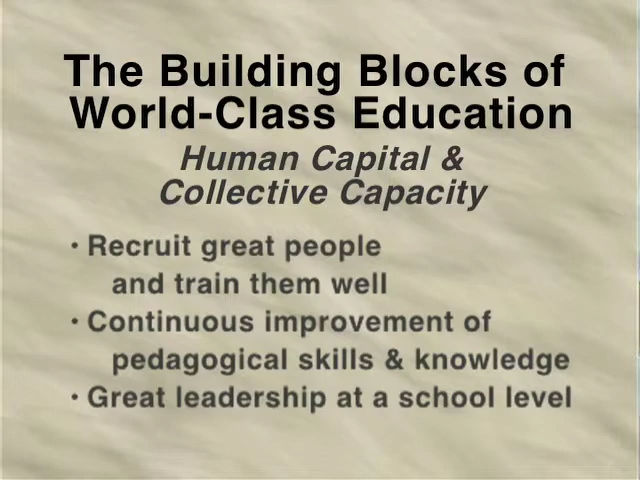 The Building Blocks of
World-Class Education
Human Capital &
Collective Capacity
• Recruit great people
and train them well
• Continuous improvement of
pedagogical skills & knowledge
• Great leadership at a school level